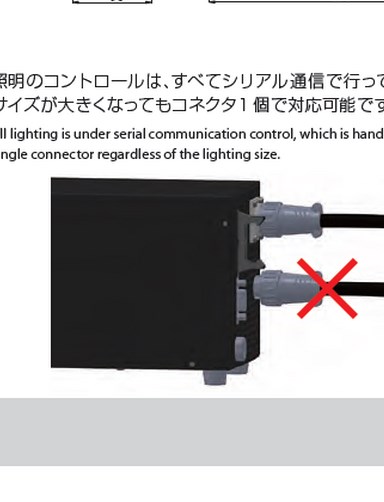 照明のコントロールは、すべてシリアル通信で行って
サイズが大きくなってもコネクタ1個で対応可能です
ll lighting is under serial communication control, which is hand
ngle connector regardless of the lighting size.